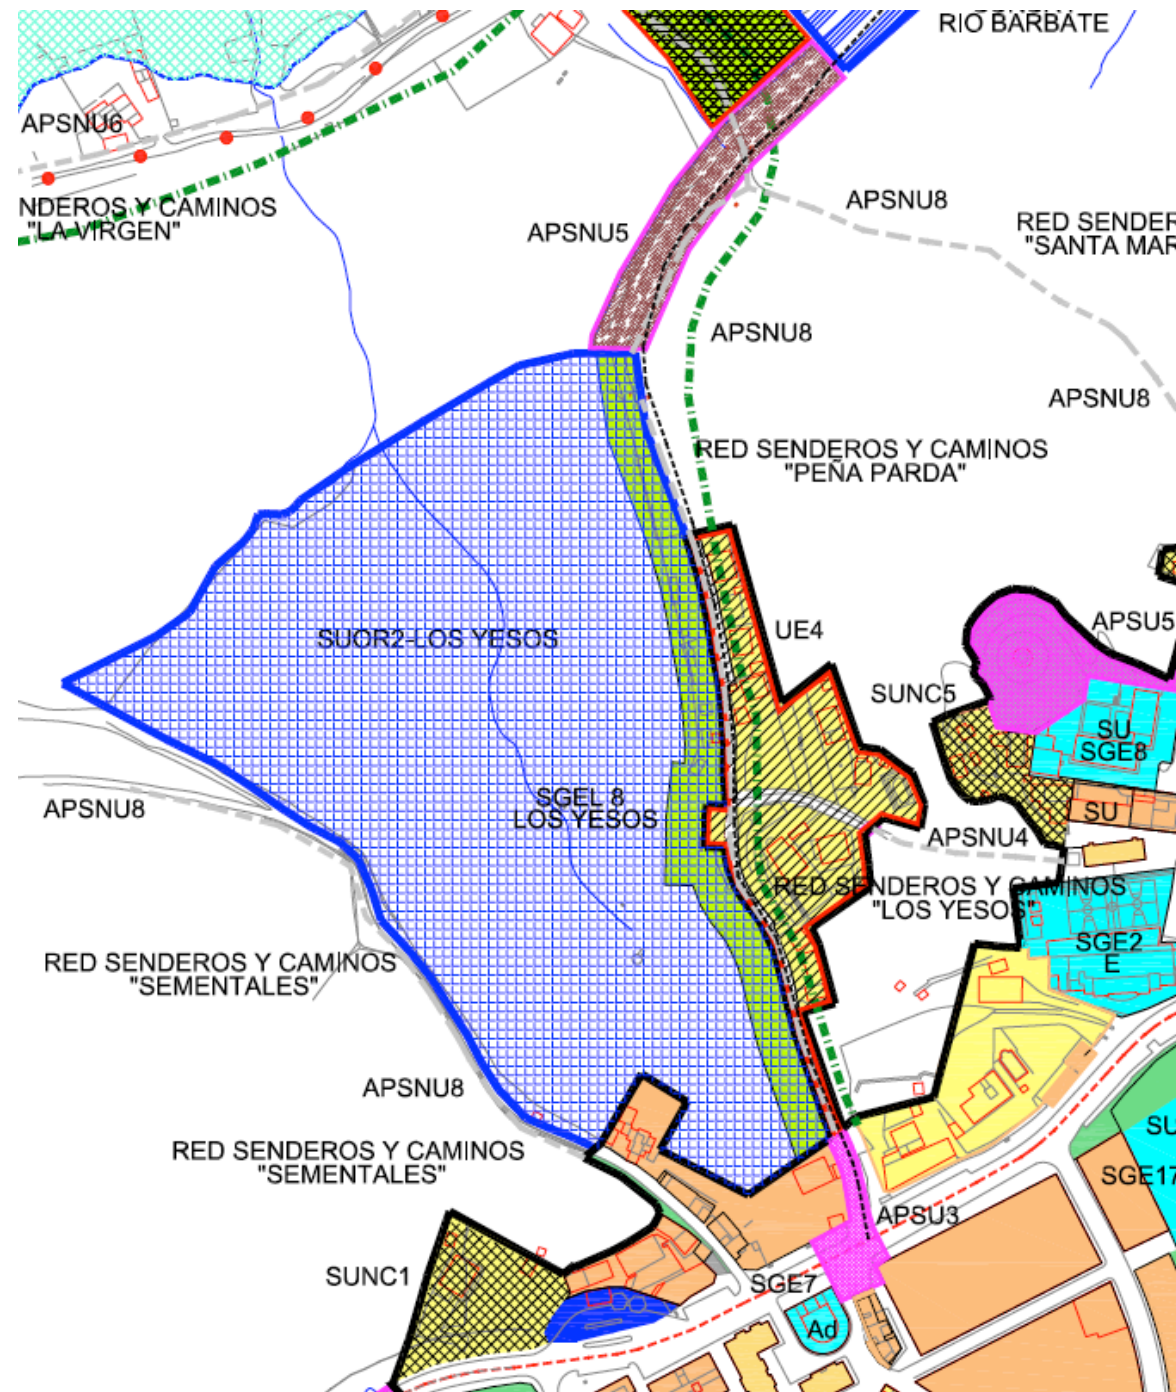 RIO BARBATE
APSNU6
NDEROS Y CAMINOS
"LA VIRGEN"
APSNU5
APSNU8
RED SENDER
"SANTA MAR
APSNU8
APSNU8
RED SENDEROS Y CAMINOS
"PEÑA PARDA"
SUOR2-LOS YESOS
UE4
APSU5
SUNC5
SU
SGE8
SU
APSNU8
SGEL 8
LOS YESOS
APSNU4
RED SENDEROS Y CAMINOS
"LOS YESOS"
SGE2
E
RED SENDEROS Y CAMINOS
"SEMENTALES"
APSNU8
RED SENDEROS Y CAMINOS
"SEMENTALES"
SU
SGE17
APSU3
SUNC1
SGE7
Ad